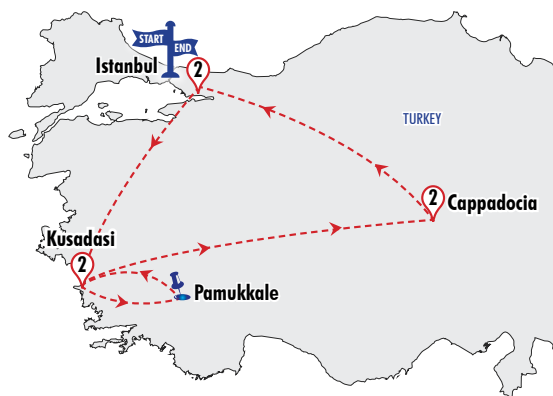 START
END
Istanbul
2
TURKEY
2
Cappadocia
Kusadasi
2
Pamukkale